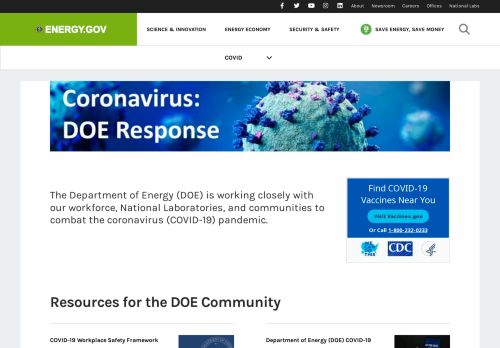 About Newsroom Careers Offices National Labs
ENERGY.GOV
SCIENCE & INNOVATION ENERGY ECONOMY SECURITY & SAFETY SAVE ENERGY, SAVE MONEY
COVID
Coronavirus:
DOE Response
The Department of Energy (DOE) is working closely with
our workforce, National Laboratories, and communities to
combat the coronavirus (COVID-19) pandemic.
Find COVID-19
Vaccines Near You
Visit Vaccines.gov
Or Call 1-800-232-0233
CDC
Resources for the DOE Community
COVID-19 Workplace Safety Framework
Department of Energy (DOE) COVID-19